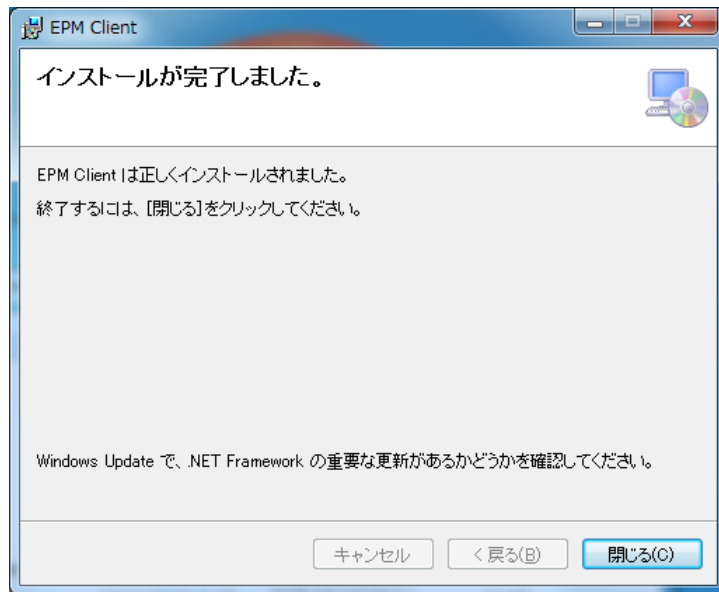 EPM Client
インストールが完了しました。
EPM Client は正しくインストールされました。
終了するには、[閉じる]をクリックしてください。
Windows Update で、.NET Framework の重要な更新があるかどうかを確認してください。
キャンセル
< 戻る(B)
閉じる(C)